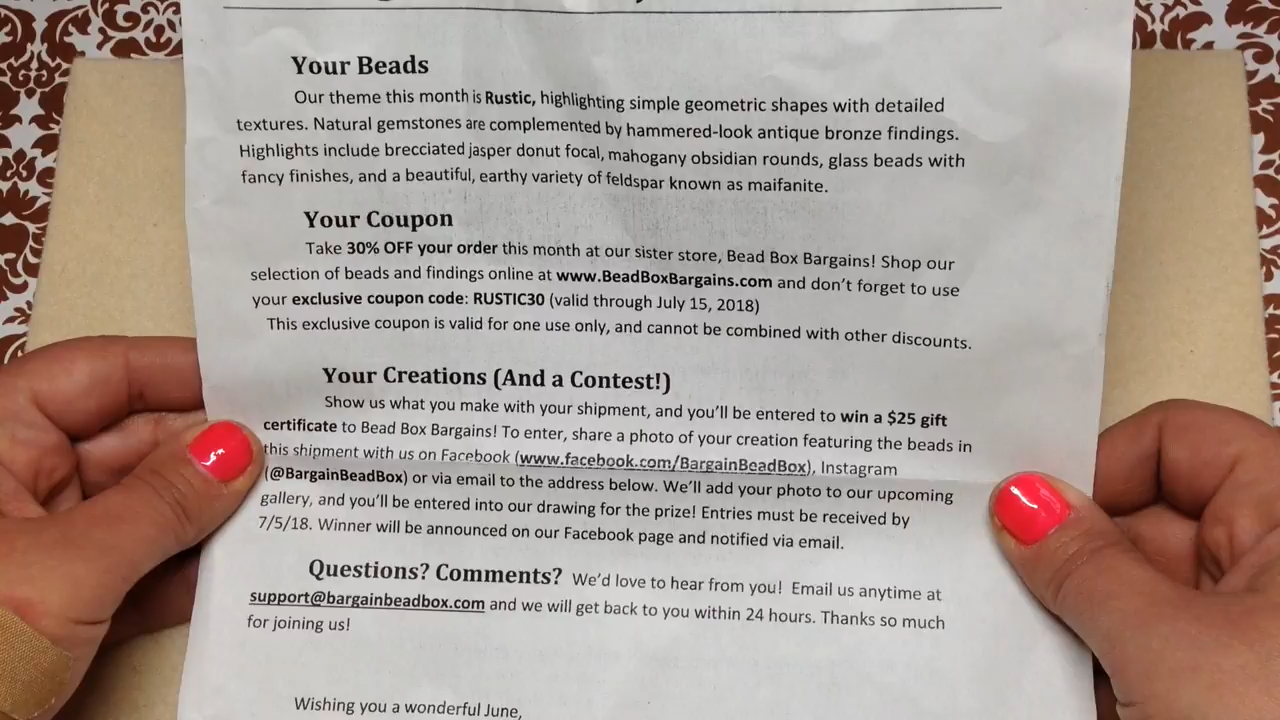 Your Beads
Our theme this month is Rustic, highlighting simple geometric shapes with detailed
textures. Natural gemstones are complemented by hammered-look antique bronze findings.
Highlights include brecciated jasper donut focal, mahogany obsidian rounds, glass beads with
fancy finishes, and a beautiful, earthy variety of feldspar known as maifanite.
Your Coupon
Take 30% OFF your order this month at our sister store, Bead Box Bargains! Shop our
selection of beads and findings online at www.BeadBoxBargains.com and don't forget to use
your exclusive coupon code: RUSTIC30 (valid through July 15, 2018)
This exclusive coupon is valid for one use only, and cannot be combined with other discounts.
Your Creations (And a Contest!)
Show us what you make with your shipment, and you'll be entered to win a $25 gift
certificate to Bead Box Bargains! To enter, share a photo of your creation featuring the beads in
this shipment with us on Facebook (www.facebook.com/BargainBeadBox), Instagram
(@BargainBeadBox) or via email to the address below. We'll add your photo to our upcoming
gallery, and you'll be entered into our drawing for the prize! Entries must be received by
7/5/18. Winner will be announced on our Facebook page and notified via email.
Questions? Comments? We'd love to hear from you! Email us anytime at
support@bargainbeadbox.com and we will get back to you within 24 hours. Thanks so much
for joining us!
Wishing you a wonderful June,